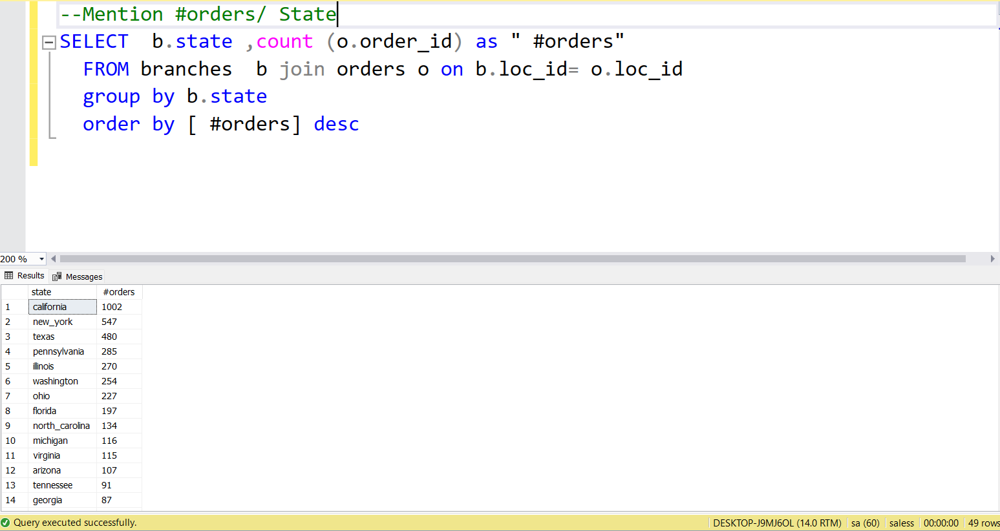 --Mention #orders/ State
SELECT  b.state ,count (o.order_id) as " #orders"
FROM branches  b join orders o on b.loc_id= o.loc_id
group by b.state
order by [ #orders] desc
200 %
Results Messages
state #orders
1 california 1002
2 new_york 547
3 texas 480
4 pennsylvania 285
5 illinois 270
6 washington 254
7 ohio 227
8 florida 197
9 north_carolina 134
10 michigan 116
11 virginia 115
12 arizona 107
13 tennessee 91
14 georgia 87
Query executed successfully. DESKTOP-J9MJ6OL (14.0 RTM) sa (60) saless 00:00:00 49 rows